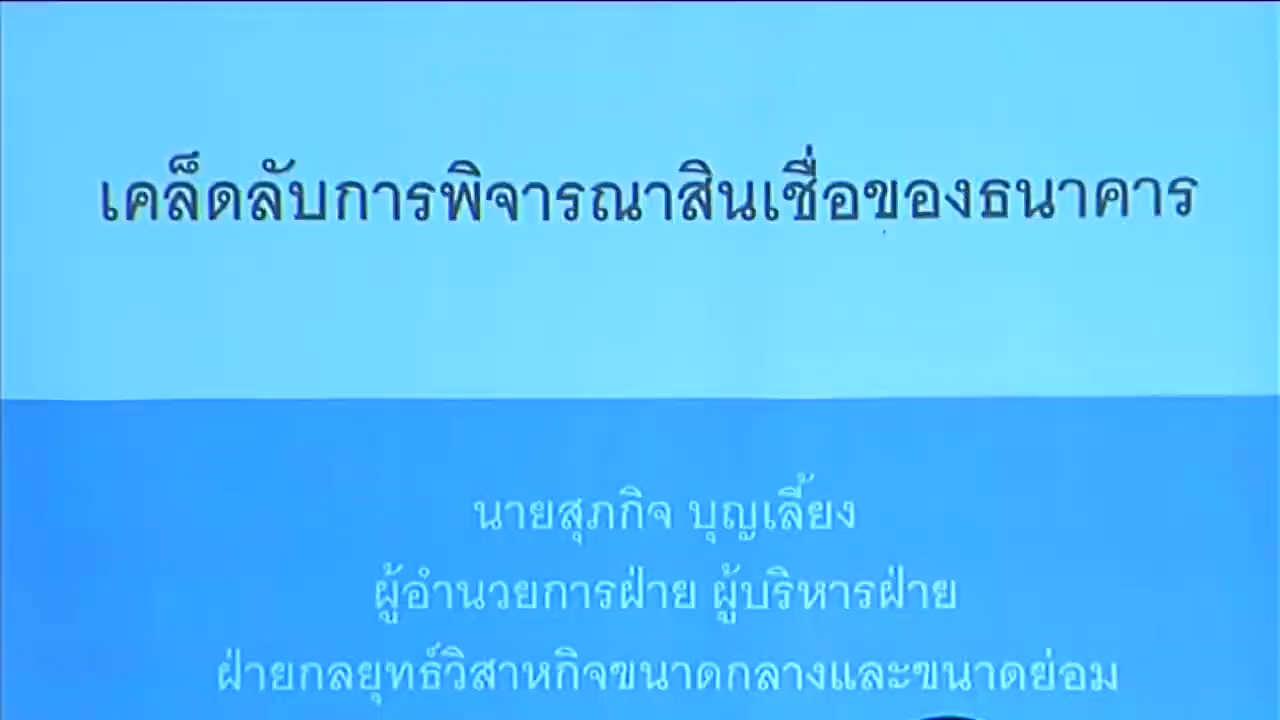 เคล็ดลับการพิจารณาสินเชื่อของธนาคาร
นายสุภกิจ บุญเลี้ยง
ผู้อำนวยการฝ่าย ผู้บริหารฝ่าย
ฝ่ายกลยุทธ์วิสาหกิจขนาดกลางและขนาดย่อม